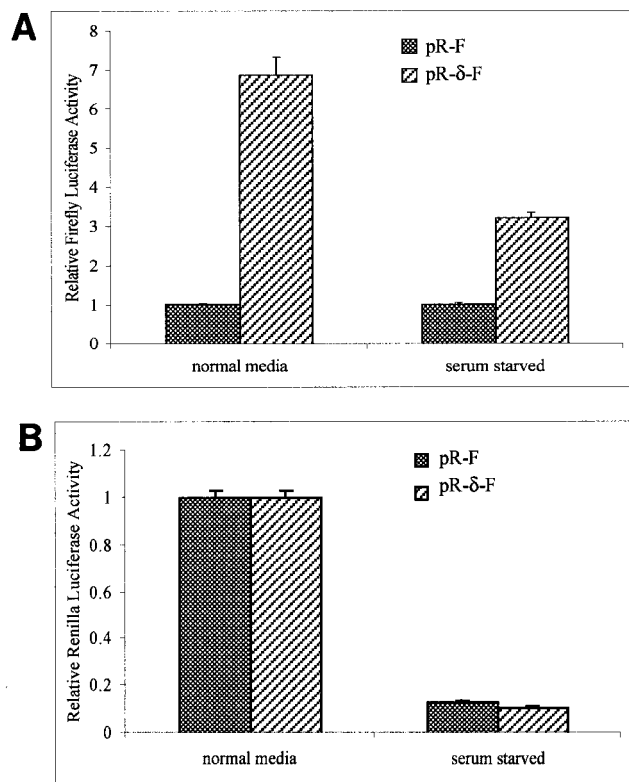 A
Relative Firefly Luciferase Activity
8
7
6
5
4
3
2
1
0
pR-F
pR-δ-F
normal media serum starved
B
Relative Renilla Luciferase Activity
1.2
1
0.8
0.6
0.4
0.2
0
pR-F
pR-δ-F
normal media serum starved